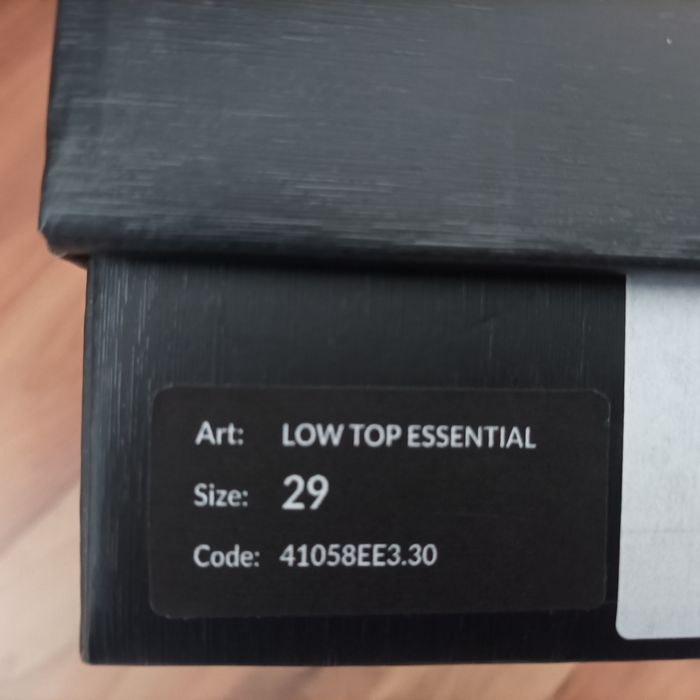 Art: LOW TOP ESSENTIAL
Size: 29
Code: 41058EE3.30